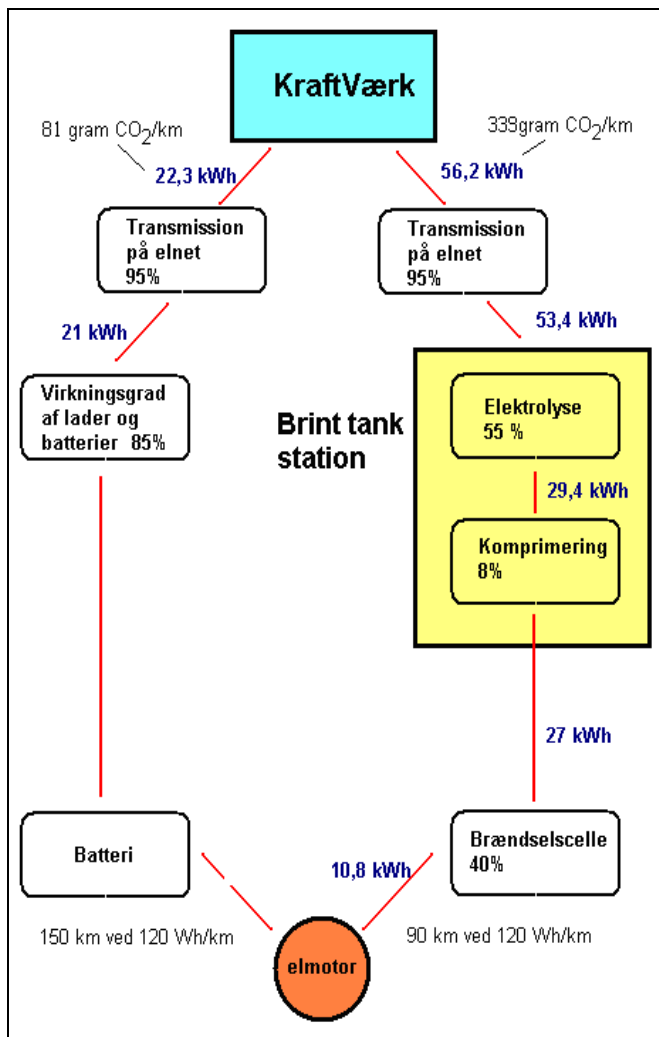 KraftVærk
81 gram CO2/km
339gram CO2/km
22,3 kWh
56,2 kWh
Transmission
på elnet
95%
Transmission
på elnet
95%
21 kWh
53,4 kWh
Virkningsgrad
af lader og
batterier 85%
Brint tank
station
Elektrolyse
55 %
29,4 kWh
Komprimering
8%
27 kWh
Batteri
Brændselscelle
40%
10,8 kWh
150 km ved 120 Wh/km
90 km ved 120 Wh/km
elmotor